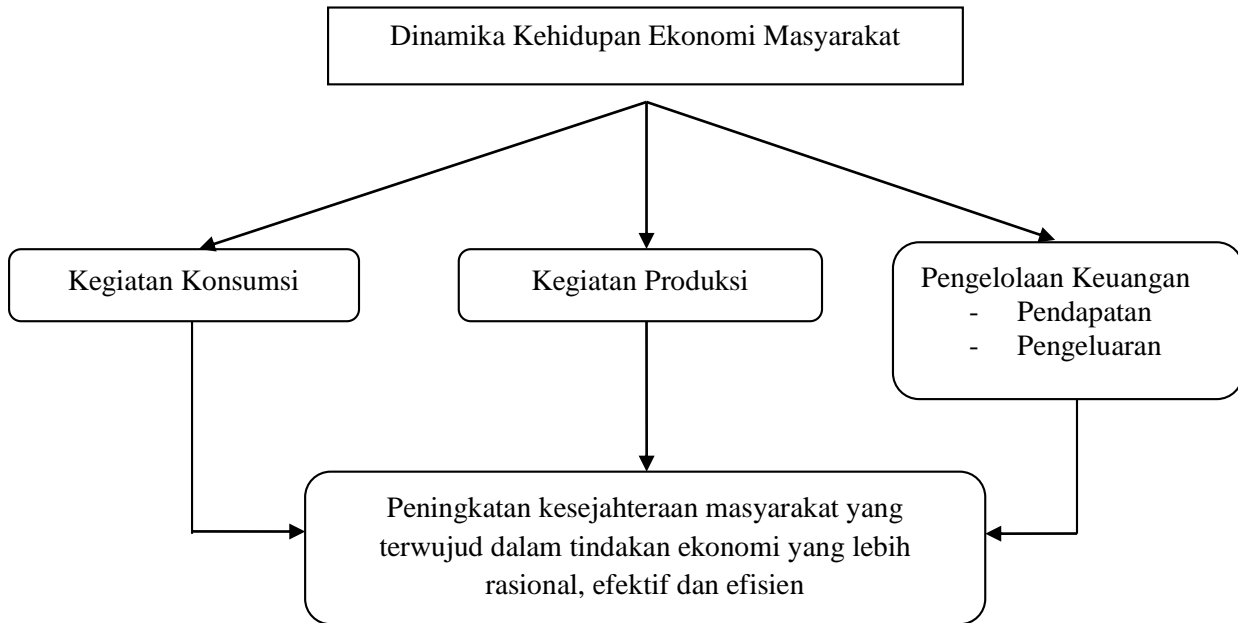 Dinamika Kehidupan Ekonomi Masyarakat
Kegiatan Konsumsi
Kegiatan Produksi
Pengelolaan Keuangan
- Pendapatan
- Pengeluaran
Peningkatan kesejahteraan masyarakat yang
terwujud dalam tindakan ekonomi yang lebih
rasional, efektif dan efisien